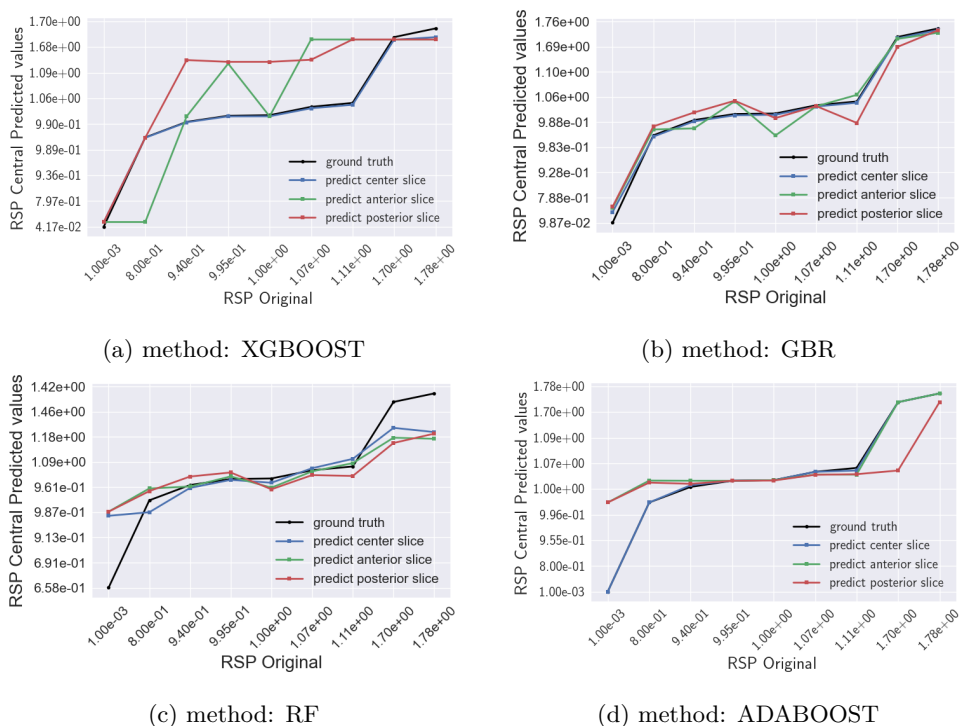 RSP Central Predicted values
1.70e+00
1.68e+00
1.09e+00
1.06e+00
9.90e-01
9.89e-01
9.36e-01
7.97e-01
4.17e-02
ground truth
predict center slice
predict anterior slice
predict posterior slice
1.00e-03
8.00e-01
9.40e-01
9.95e-01
1.00e+00
1.07e+00
1.11e+00
1.70e+00
1.78e+00
RSP Original
(a) method: XGBOOST
RSP Central Predicted values
1.76e+00
1.69e+00
1.10e+00
1.06e+00
9.88e-01
9.83e-01
9.28e-01
7.88e-01
9.87e-02
ground truth
predict center slice
predict anterior slice
predict posterior slice
1.00e-03
8.00e-01
9.40e-01
9.95e-01
1.00e+00
1.07e+00
1.11e+00
1.70e+00
1.78e+00
RSP Original
(b) method: GBR
RSP Central Predicted values
1.42e+00
1.46e+00
1.18e+00
1.09e+00
9.61e-01
9.87e-01
9.13e-01
6.91e-01
6.58e-01
ground truth
predict center slice
predict anterior slice
predict posterior slice
1.00e-03
8.00e-01
9.40e-01
9.95e-01
1.00e+00
1.07e+00
1.11e+00
1.70e+00
1.78e+00
RSP Original
(c) method: RF
RSP Central Predicted values
1.78e+00
1.70e+00
1.09e+00
1.07e+00
1.00e+00
9.96e-01
9.55e-01
8.00e-01
1.00e-03
ground truth
predict center slice
predict anterior slice
predict posterior slice
1.00e-03
8.00e-01
9.40e-01
9.95e-01
1.00e+00
1.07e+00
1.11e+00
1.70e+00
1.78e+00
RSP Original
(d) method: ADABOOST